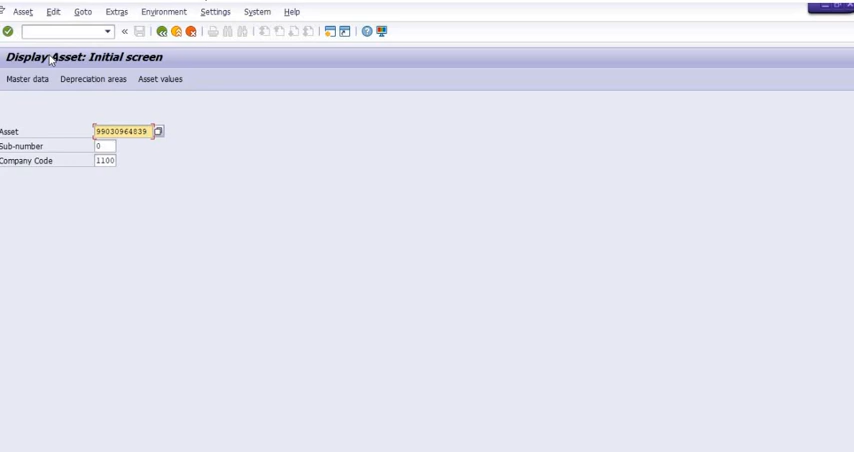 Asset Edit Goto Extras Environment Settings System Help
Display Asset: Initial screen
Master data Depreciation areas Asset values
Asset 99030964839
Sub-number 0
Company Code 1100